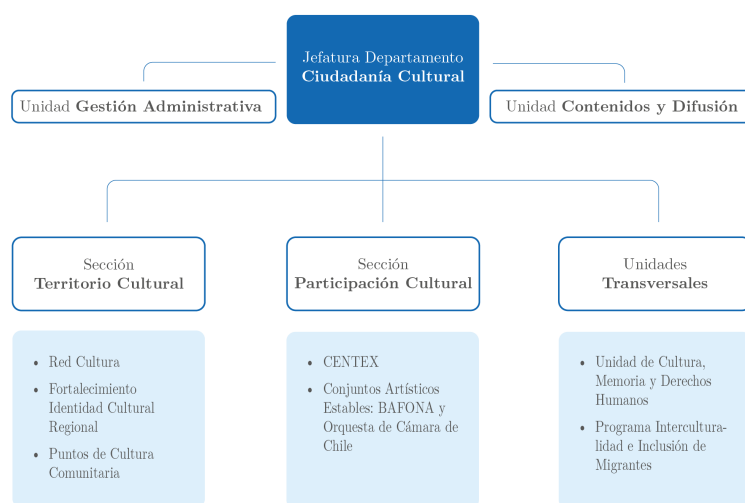 Jefatura Departamento
Ciudadanía Cultural
Unidad Gestión Administrativa
Unidad Contenidos y Difusión
Sección
Territorio Cultural
Sección
Participación Cultural
Unidades
Transversales
• Red Cultura
• Fortalecimiento
Identidad Cultural
Regional
• Puntos de Cultura
Comunitaria
• CENTEX
• Conjuntos Artísticos
Estables: BAFONA y
Orquesta de Cámara de
Chile
• Unidad de Cultura,
Memoria y Derechos
Humanos
• Programa Intercultura-
lidad e Inclusión de
Migrantes